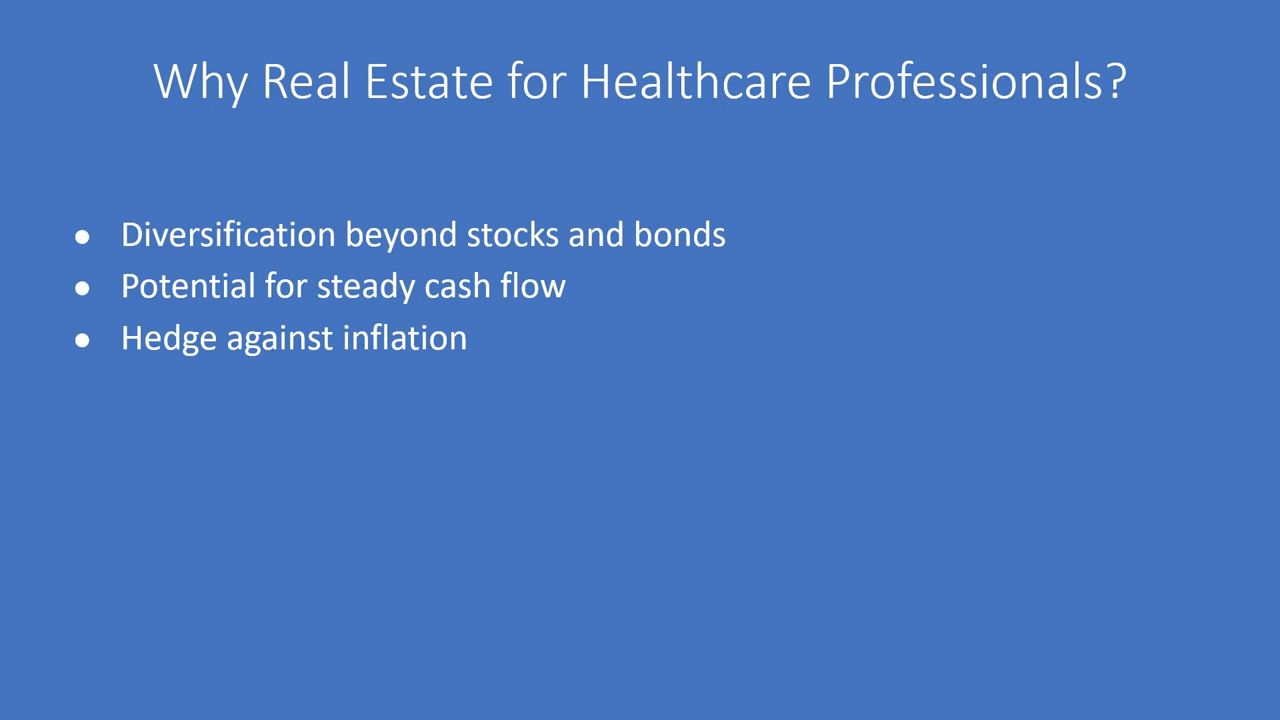 Why Real Estate for Healthcare Professionals?
● Diversification beyond stocks and bonds
● Potential for steady cash flow
● Hedge against inflation